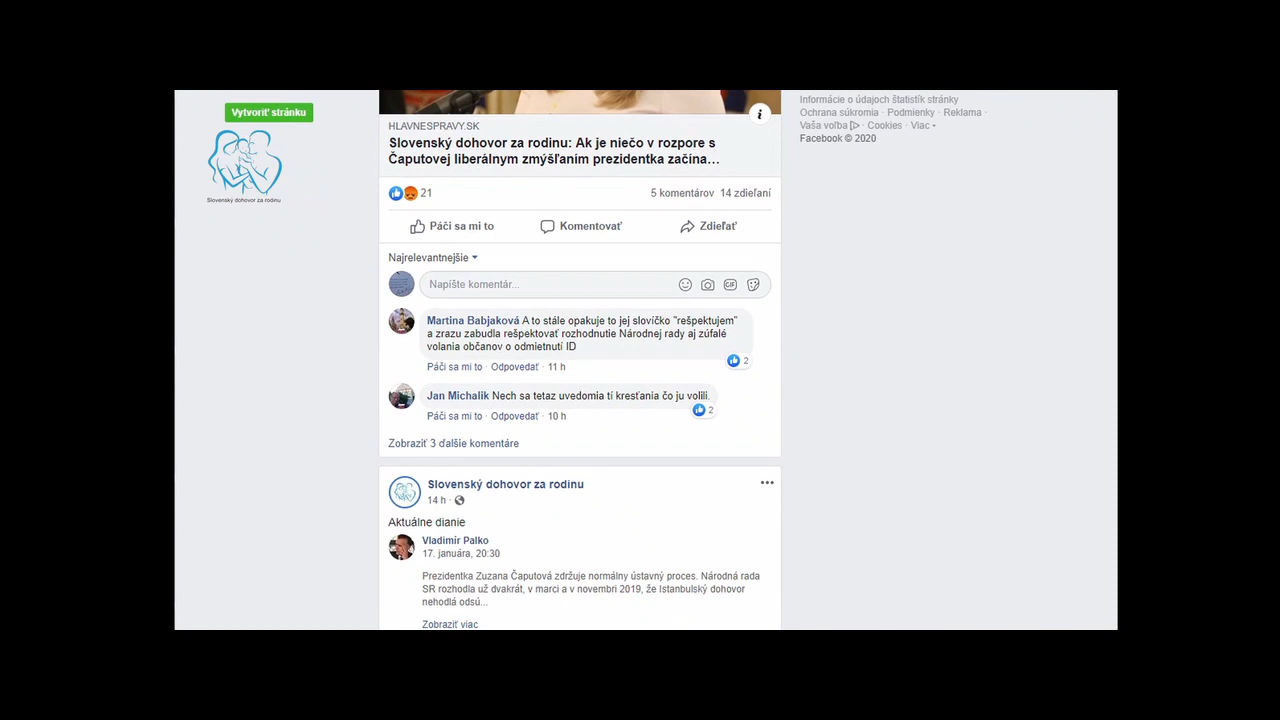 Vytvoriť stránku
Slovenský dohovor za rodinu
HLAVNESPRAVY.SK
Slovenský dohovor za rodinu: Ak je niečo v rozpore s
Čaputovej liberálnym zmýšľaním prezidentka začína…
21
5 komentárov 14 zdieľaní
Páči sa mi to
Komentovať
Zdieľať
Najrelevantnejšie
Napíšte komentár...
GIF
Martina Babjaková A to stále opakuje to jej slovíčko "rešpektujem"
a zrazu zabudla rešpektovať rozhodnutie Národnej rady aj zúfalé
volania občanov o odmietnutí ID
2
Páči sa mi to · Odpovedať · 11 h
Jan Michalik Nech sa tetaz uvedomia tí kresťania čo ju volili.
2
Páči sa mi to · Odpovedať · 10 h
Zobraziť 3 ďalšie komentáre
Slovenský dohovor za rodinu
14 h ·
Aktuálne dianie
Vladimír Palko
17. januára, 20:30
Prezidentka Zuzana Čaputová zdržuje normálny ústavný proces. Národná rada
SR rozhodla už dvakrát, v marci a v novembri 2019, že Istanbulský dohovor
nehodlá odsú...
Zobraziť viac
Informácie o údajoch štatistík stránky
Ochrana súkromia · Podmienky · Reklama ·
Vaša voľba · Cookies · Viac
Facebook © 2020